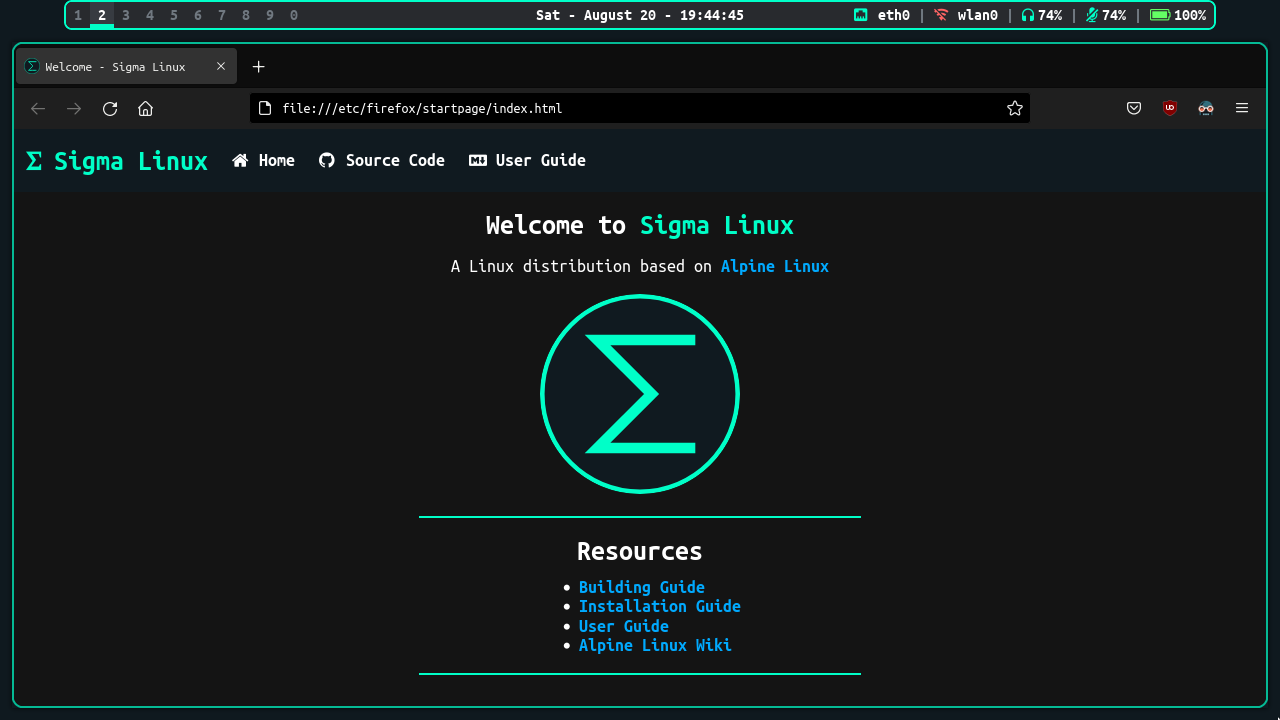 1 2 3 4 5 6 7 8 9 0 Sat - August 20 - 19:44:45 eth0 | wlan0 | 74% | 74% | 100%
Σ Welcome - Sigma Linux
file:///etc/firefox/startpage/index.html
Σ Sigma Linux Home Source Code User Guide
Welcome to Sigma Linux
A Linux distribution based on Alpine Linux
Σ
Resources
• Building Guide
• Installation Guide
• User Guide
• Alpine Linux Wiki